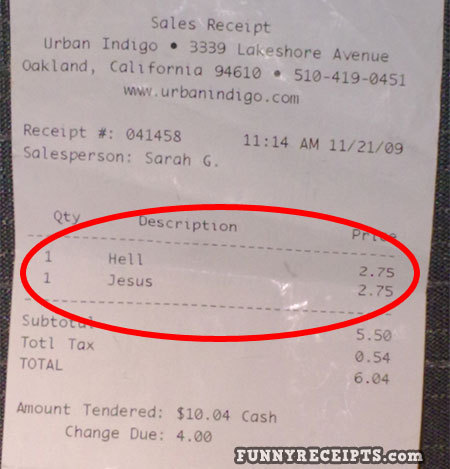 Sales Receipt
Urban Indigo • 3339 Lakeshore Avenue
Oakland, California 94610 • 510-419-0451
www.urbanindigo.com
Receipt #: 041458 11:14 AM 11/21/09
Salesperson: Sarah G.
Qty Description Price
1 Hell 2.75
1 Jesus 2.75
Subtotal 5.50
Totl Tax 0.54
TOTAL 6.04
Amount Tendered: $10.04 Cash
Change Due: 4.00
FUNNYRECEIPTS.COM